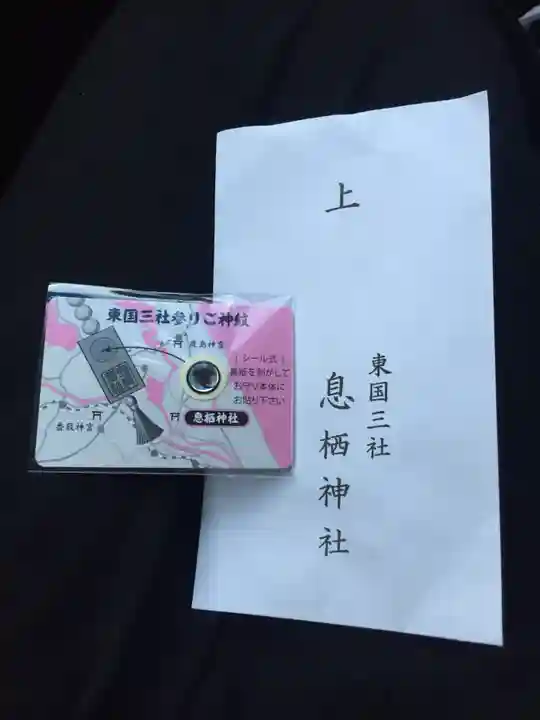 東国三社参りご神紋
鹿島神宮
(シール式)
裏紙を剥がして
お守り本体に
お貼り下さい
息栖神社
香取神宮
上
東国三社
息栖神社